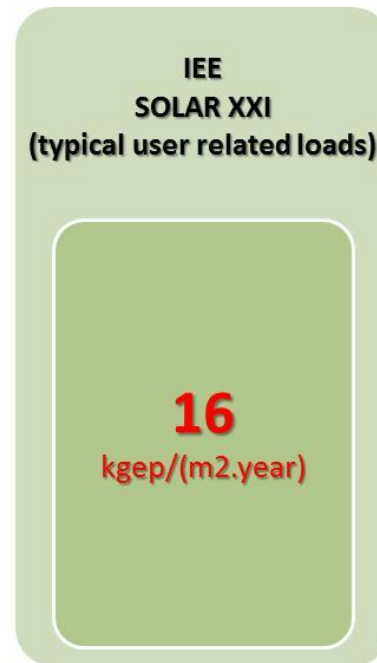 IEE
SOLAR XXI
(typical user related loads)
16
kgep/(m2.year)